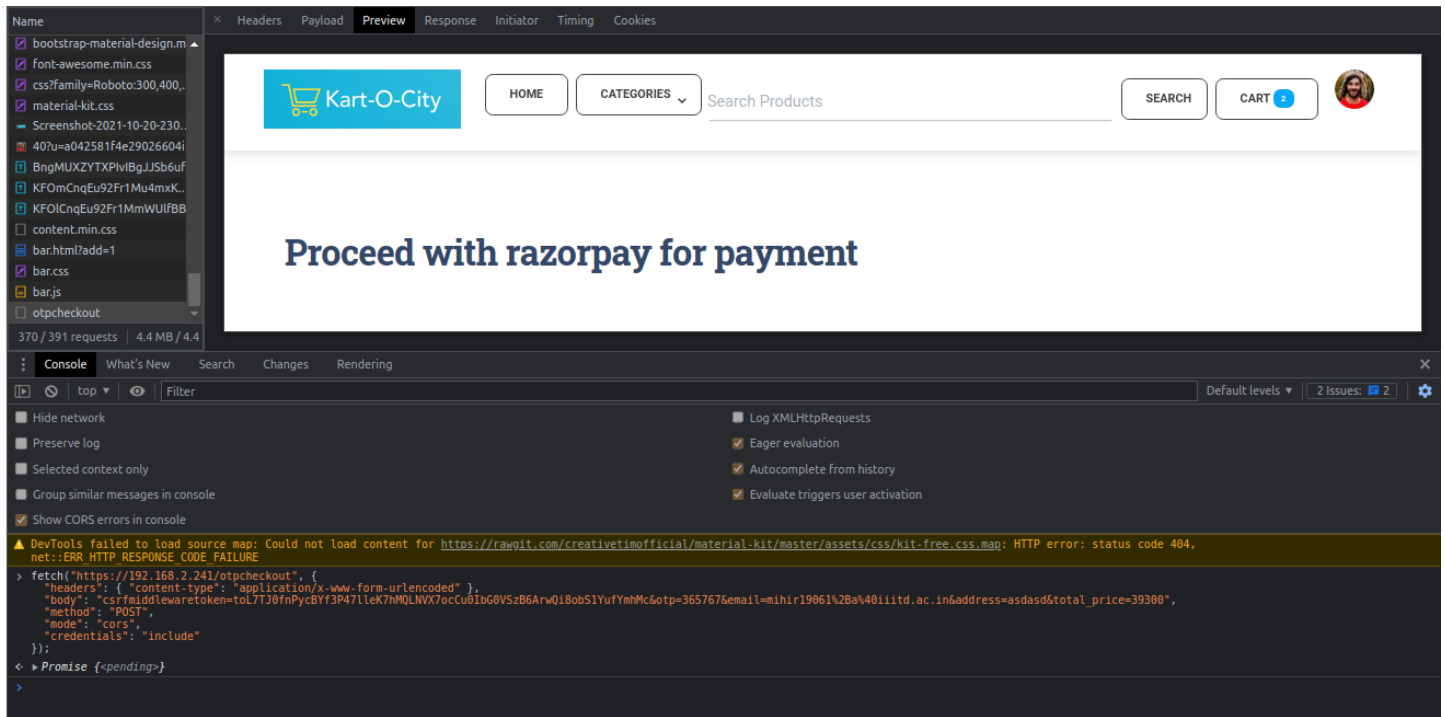 Name
× Headers Payload Preview Response Initiator Timing Cookies
bootstrap-material-design.m
font-awesome.min.css
css?family=Roboto:300,400,..
material-kit.css
Screenshot-2021-10-20-230..
40?u=a042581f4e29026604i
BngMUXZYTXPIvIBgJJSb6uf
KFOmCnqEu92Fr1Mu4mxK..
KFOlCnqEu92Fr1MmWUlfBB
content.min.css
bar.html?add=1
bar.css
bar.js
otpcheckout
370 / 391 requests 4.4 MB / 4.4
Kart-O-City
HOME
CATEGORIES
Search Products
SEARCH
CART 2
Proceed with razorpay for payment
Console What's New Search Changes Rendering
top ▼ Filter Default levels ▼ 2 Issues: 2
Hide network
Log XMLHttpRequests
Preserve log
Eager evaluation
Selected context only
Autocomplete from history
Group similar messages in console
Evaluate triggers user activation
Show CORS errors in console
DevTools failed to load source map: Could not load content for https://rawgit.com/creativetimofficial/material-kit/master/assets/css/kit-free.css.map: HTTP error: status code 404,
net::ERR_HTTP_RESPONSE_CODE_FAILURE
> fetch("https://192.168.2.241/otpcheckout", {
"headers": { "content-type": "application/x-www-form-urlencoded" },
"body": "csrfmiddlewaretoken=toL7TJ0fnPycBYf3P47lleK7hMQLNVX7ocCu0IbG0VSzB6ArwQi8obS1YufYmhMc&otp=365767&email=mihir19061%2Ba%40iiitd.ac.in&address=asdasd&total_price=39300",
"method": "POST",
"mode": "cors",
"credentials": "include"
});
Promise {<pending>}
>